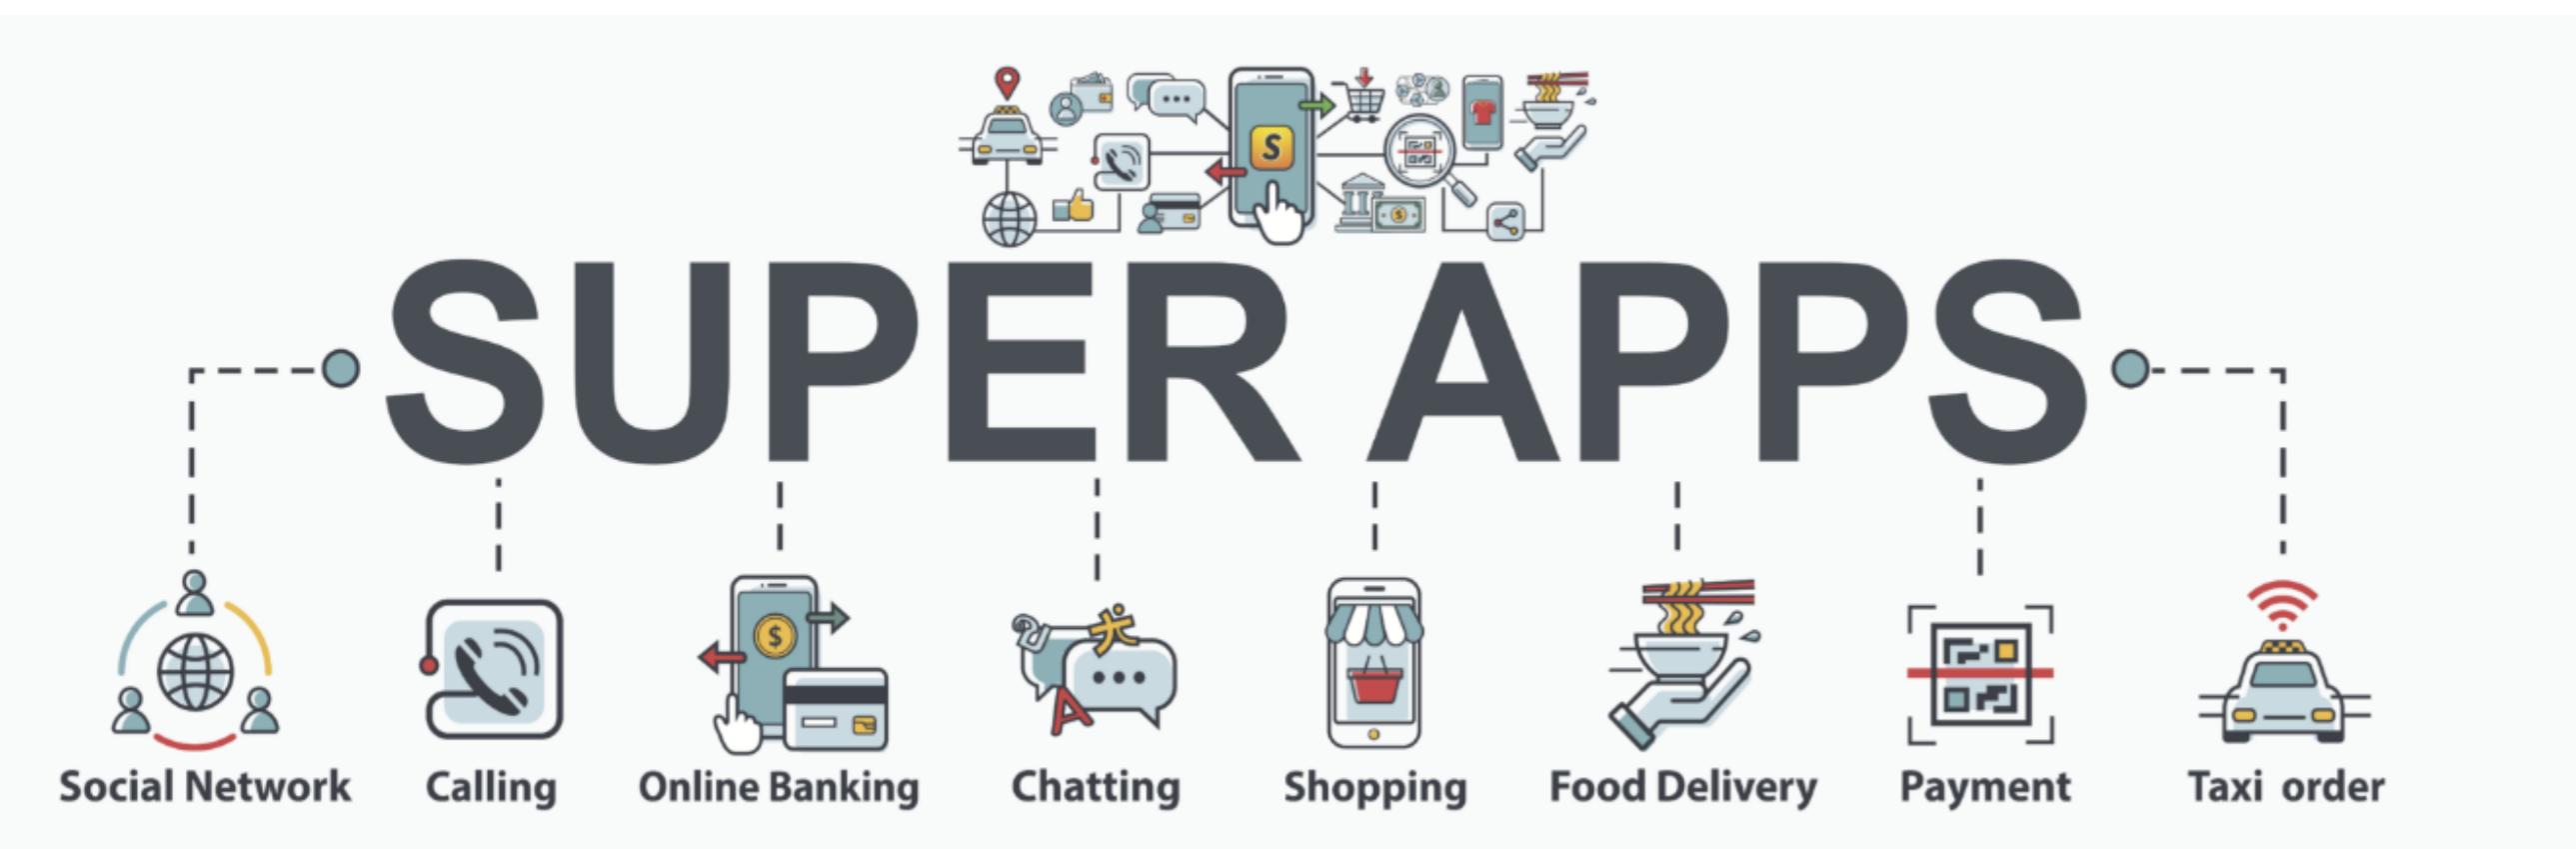 S
SUPER APPS
$
A
Social Network
Calling
Online Banking
Chatting
Shopping
Food Delivery
Payment
Taxi order